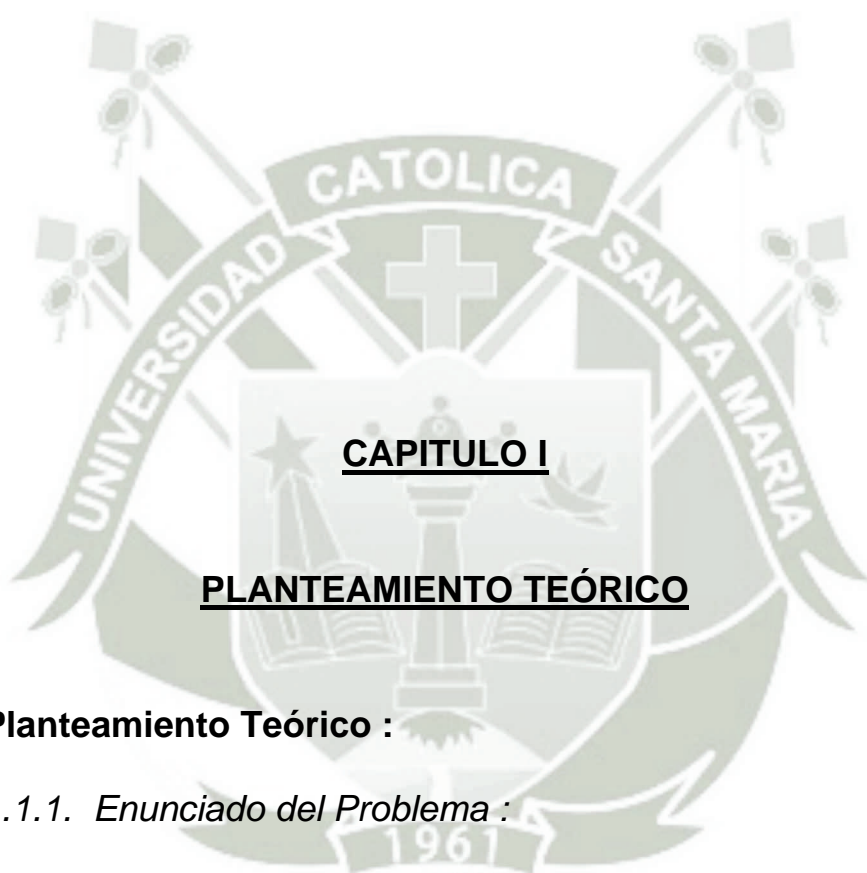 UNIVERSIDAD CATOLICA SANTA MARIA
CAPITULO I
PLANTEAMIENTO TEÓRICO
Planteamiento Teórico :
.1.1. Enunciado del Problema :
1961